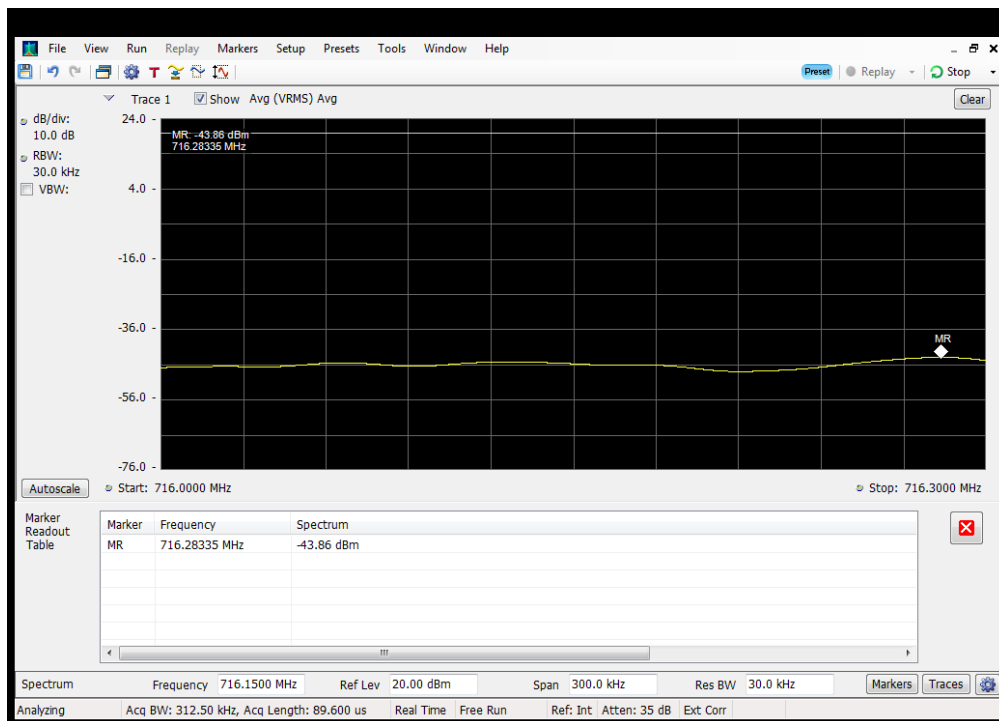 File View Run Replay Markers Setup Presets Tools Window Help
Preset Replay Stop
Trace 1 Show Avg (VRMS) Avg Clear
dB/div:
10.0 dB
RBW:
30.0 kHz
VBW:
24.0
4.0
-16.0
-36.0
-56.0
-76.0
MR: -43.86 dBm
716.28335 MHz
MR
Autoscale Start: 716.0000 MHz Stop: 716.3000 MHz
Marker
Readout
Table
Marker Frequency Spectrum
MR 716.28335 MHz -43.86 dBm
Spectrum Frequency 716.1500 MHz Ref Lev 20.00 dBm Span 300.0 kHz Res BW 30.0 kHz Markers Traces
Analyzing Acq BW: 312.50 kHz, Acq Length: 89.600 us Real Time Free Run Ref: Int Atten: 35 dB Ext Corr